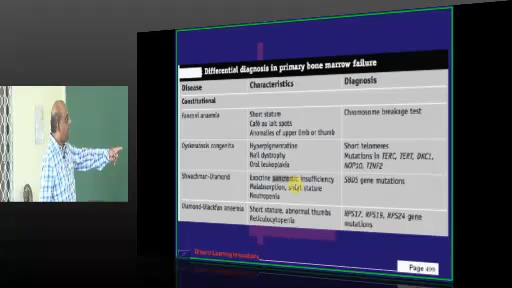 : Differential diagnosis in primary bone marrow failure
Disease Characteristics Diagnosis
Constitutional
Fanconi anaemia Short stature Chromosome breakage test
Café au lait spots
Anomalies of upper limb or thumb
Dyskeratosis congenita Hyperpigmentation Short telomeres
Nail dystrophy Mutations in TERC, TERT, DKC1,
Oral leukoplakia NOP10, TINF2
Shwachman-Diamond Exocrine pancreatic insufficiency SBDS gene mutations
Malabsorption, short stature
Neutropenia
Diamond-Blackfan anaemia Short stature, abnormal thumbs RPS17, RPS19, RPS24 gene
Reticulocytopenia mutations
Page 499